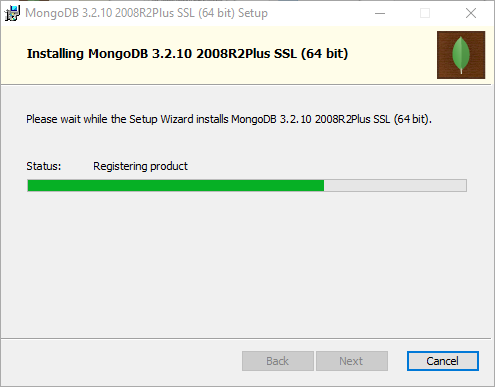 MongoDB 3.2.10 2008R2Plus SSL (64 bit) Setup
Installing MongoDB 3.2.10 2008R2Plus SSL (64 bit)
Please wait while the Setup Wizard installs MongoDB 3.2.10 2008R2Plus SSL (64 bit).
Status: Registering product
Back Next Cancel